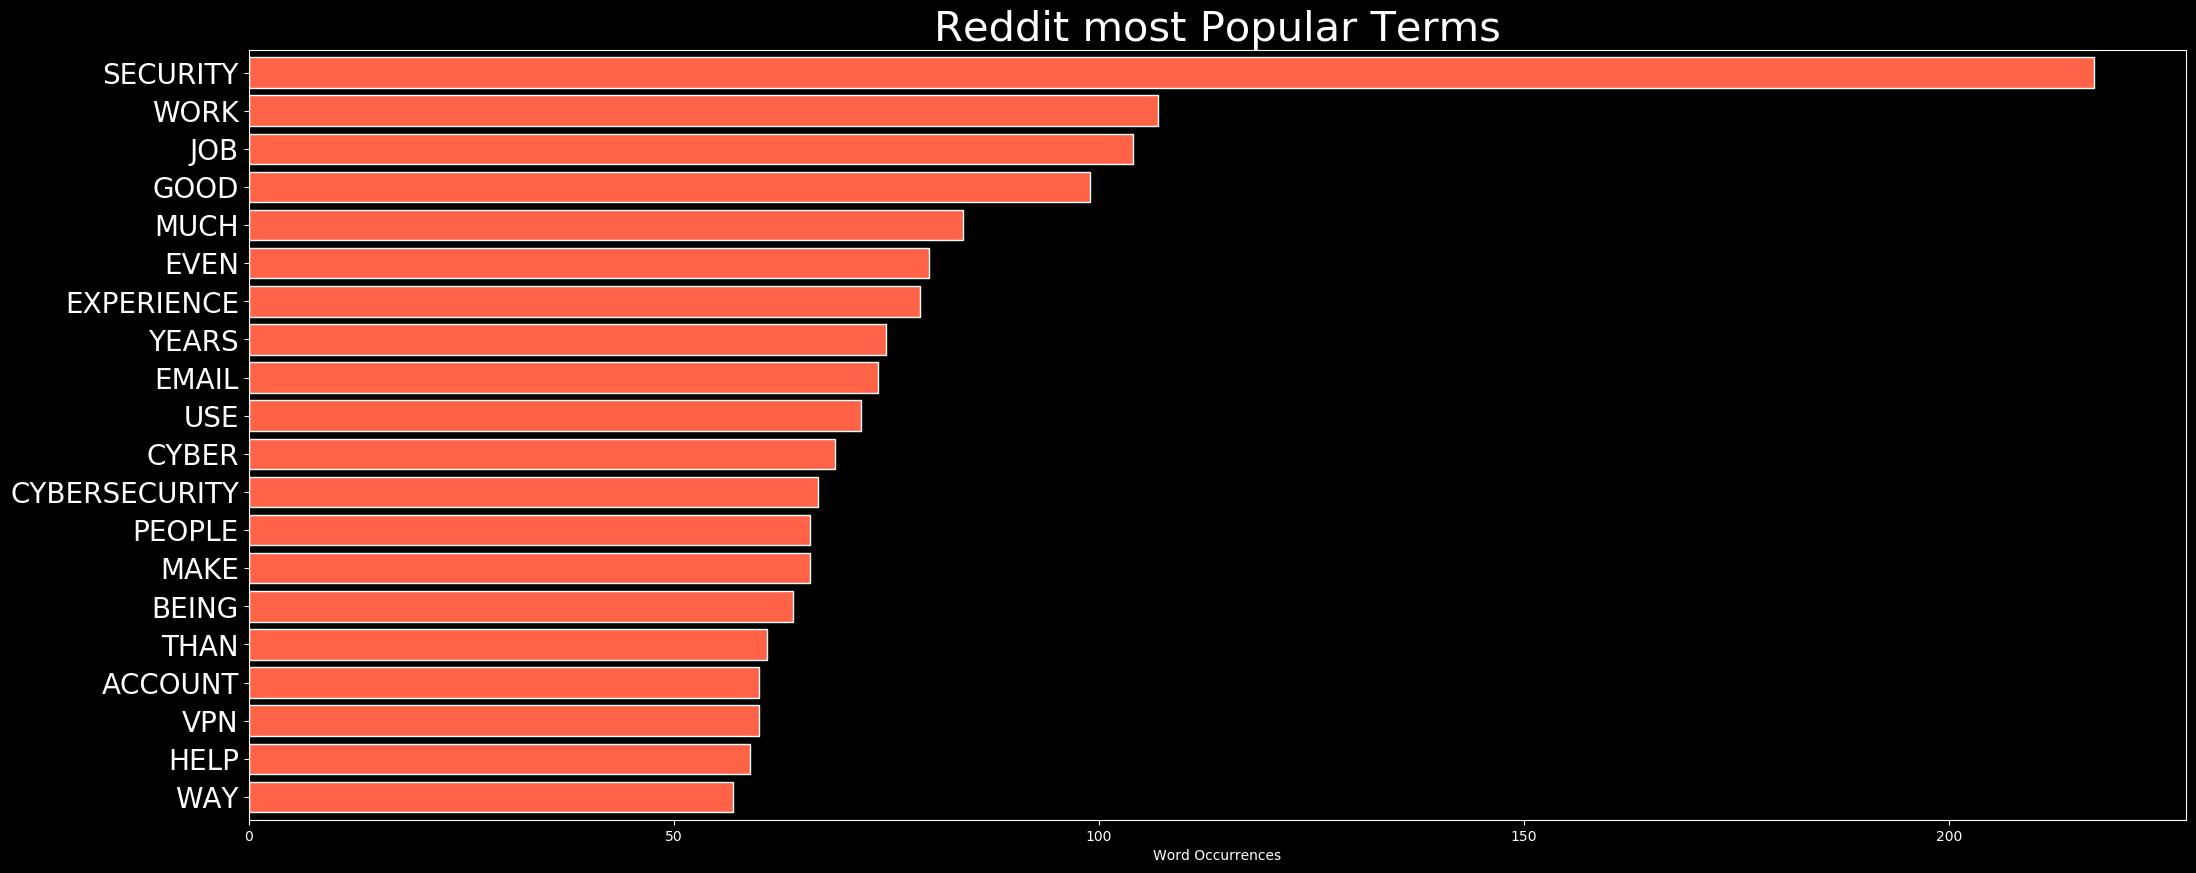 Reddit most Popular Terms
SECURITY
WORK
JOB
GOOD
MUCH
EVEN
EXPERIENCE
YEARS
EMAIL
USE
CYBER
CYBERSECURITY
PEOPLE
MAKE
BEING
THAN
ACCOUNT
VPN
HELP
WAY
0 50 100 150 200
Word Occurrences